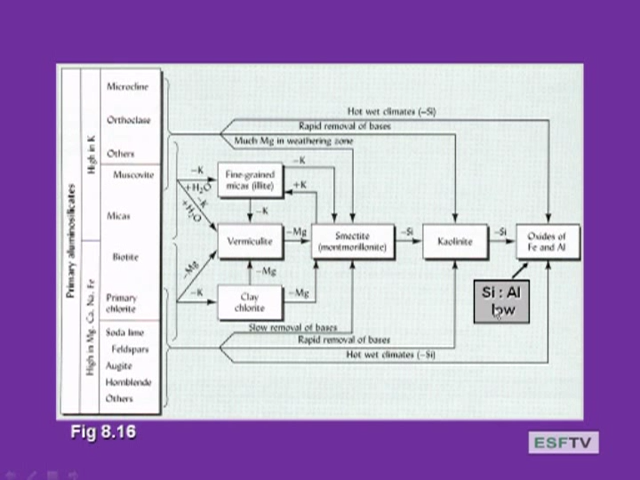 Primary aluminosilicates
High in K
High in Mg, Ca, Na, Fe
Microcline
Orthoclase
Others
Muscovite
Micas
Biotite
Primary
chlorite
Soda lime
Feldspars
Augite
Hornblende
Others
Hot wet climates (–Si)
Rapid removal of bases
Much Mg in weathering zone
–K
+H₂O
–K
+H₂O
Fine-grained
micas (illite)
–K
+K
–K
Vermiculite
–Mg
Smectite
(montmorillonite)
–Si
Kaolinite
–Si
Oxides of
Fe and Al
–Mg
–K
–Mg
Clay
chlorite
–Mg
Si : Al
low
Slow removal of bases
Rapid removal of bases
Hot wet climates (–Si)
Fig 8.16
ESFTV